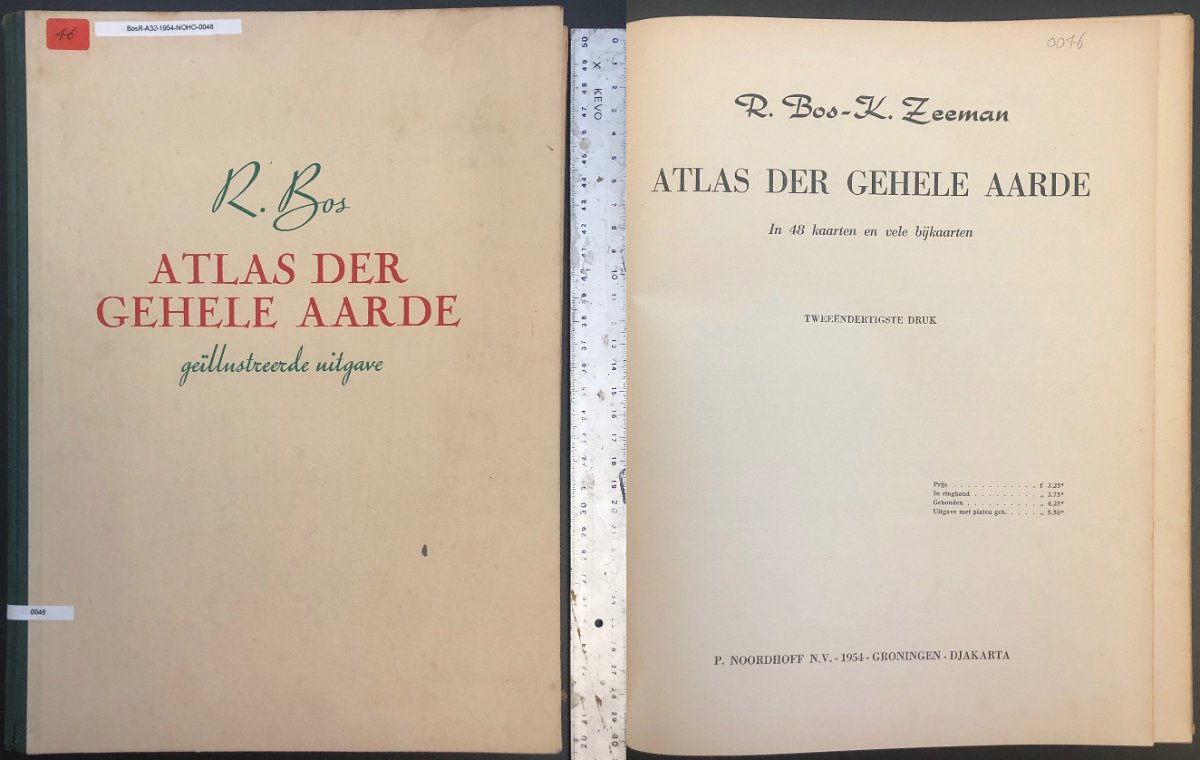 46
BosR-A32-1954-NOHO-0046
R. Bos
ATLAS DER
GEHELE AARDE
geïllustreerde uitgave
0046
KEVO
0046
R. Bos-K. Zeeman
ATLAS DER GEHELE AARDE
In 48 kaarten en vele bijkaarten
TWEEËNDERTIGSTE DRUK
Prijs . . . . . . . . . . . . . f 3.25*
In ringband . . . . . . . . . „ 3.75*
Gebonden . . . . . . . . . . „ 4.25*
Uitgave met platen geb. . . . . „ 5.50*
P. NOORDHOFF N.V. - 1954 - GRONINGEN - DJAKARTA